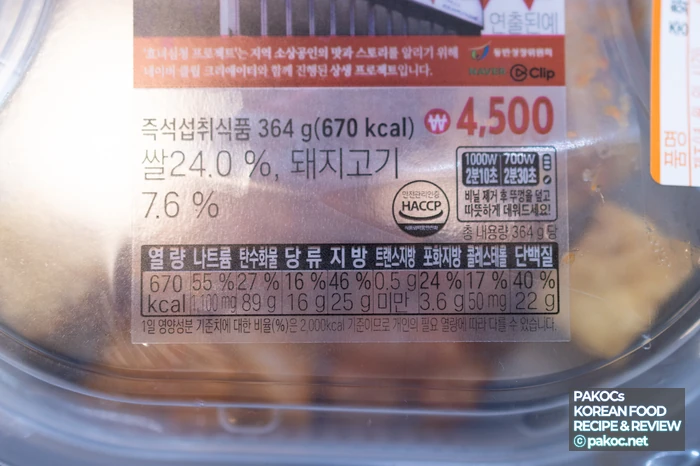 연출된예
'효녀심청 프로젝트'는 지역 소상공인의 맛과 스토리를 알리기 위해
네이버 클립 크리에이터와 함께 진행된 상생 프로젝트입니다.
동반성장위원회
NAVER Clip
즉석섭취식품 364 g(670 kcal) ₩ 4,500
쌀24.0 %, 돼지고기
7.6 %
안전관리인증
HACCP
1000W 700W
2분10초 2분30초
비닐 제거 후 뚜껑을 덮고
따뜻하게 데워드세요!
총 내용량 364 g 당
열 량 나트륨 탄수화물 당 류 지 방 트랜스지방 포화지방 콜레스테롤 단백질
670 55 % 27 % 16 % 46 % 0.5 g 24 % 17 % 40 %
kcal 1,100 mg 89 g 16 g 25 g 미만 3.6 g 50 mg 22 g
1일 영양성분 기준치에 대한 비율(%)은 2,000kcal 기준이므로 개인의 필요 열량에 따라 다를 수 있습니다.
PAKOCs
KOREAN FOOD
RECIPE & REVIEW
ⓒ pakoc.net